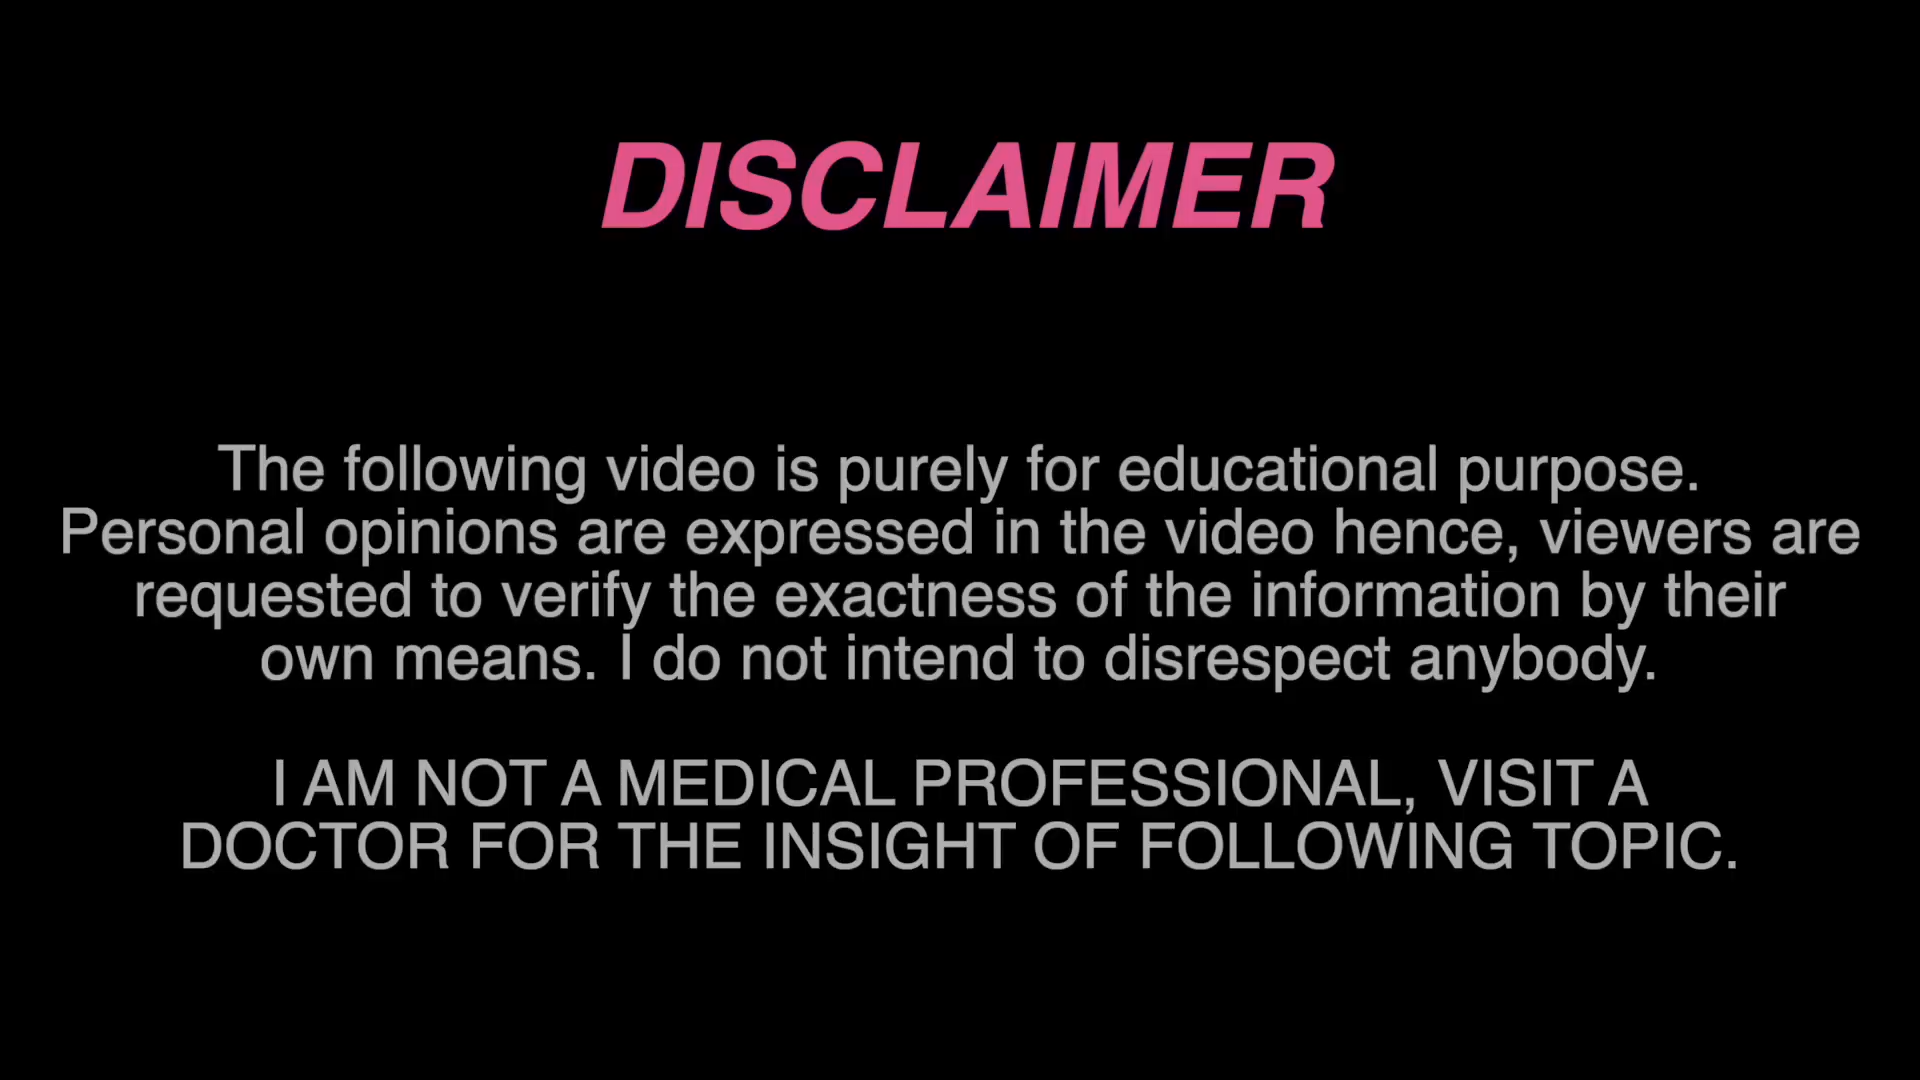 DISCLAIMER
The following video is purely for educational purpose.
Personal opinions are expressed in the video hence, viewers are
requested to verify the exactness of the information by their
own means. I do not intend to disrespect anybody.
I AM NOT A MEDICAL PROFESSIONAL, VISIT A
DOCTOR FOR THE INSIGHT OF FOLLOWING TOPIC.